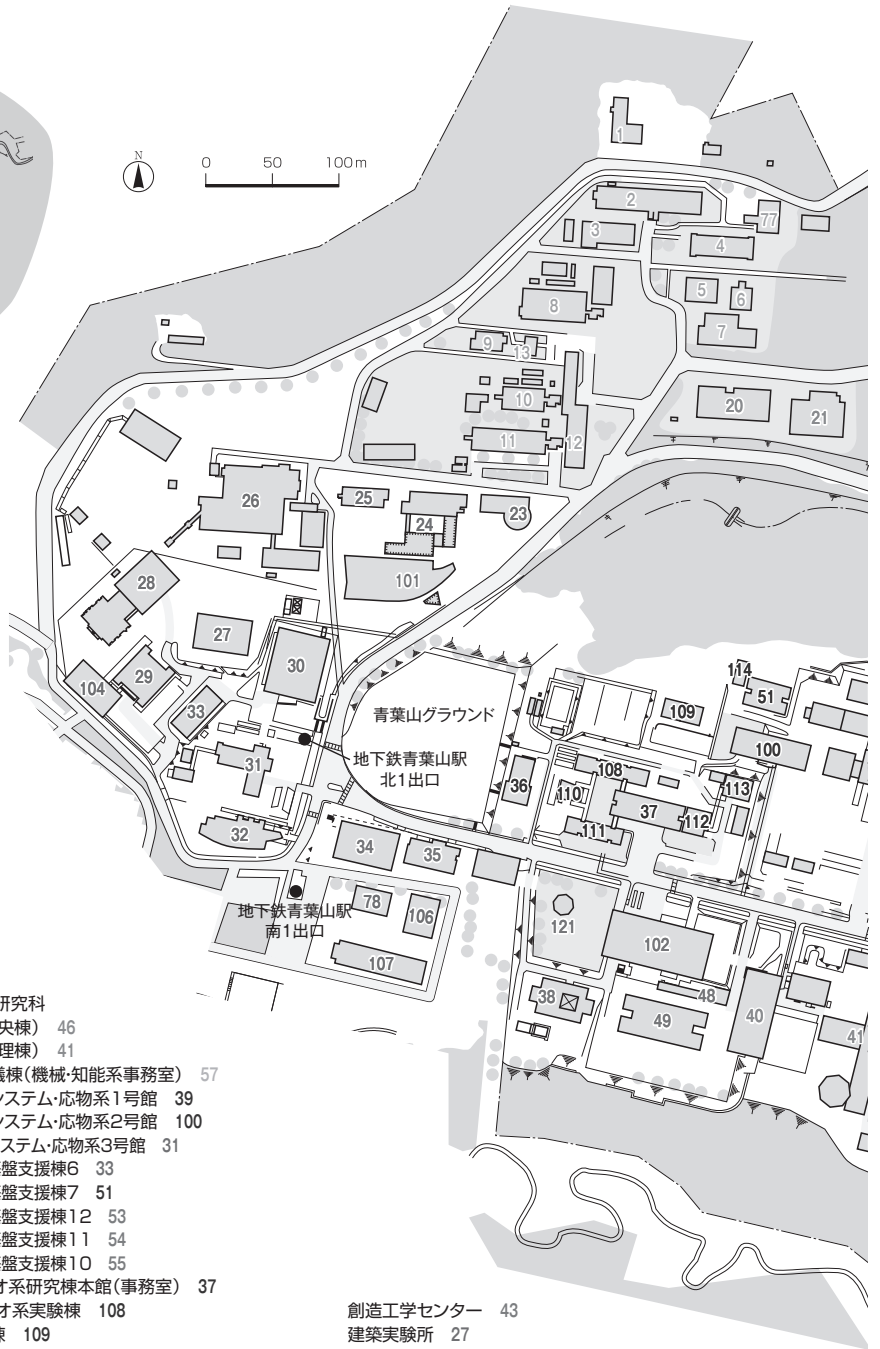 1
N
0 50 100m
2
77
3
4
5
6
8
7
9
13
10
20
21
11
12
26
25
24
23
101
28
27
30
29
104
33
青葉山グラウンド
地下鉄青葉山駅
北1出口
31
32
36
114
51
109
100
108
110
113
37
112
111
34
35
地下鉄青葉山駅
南1出口
78
106
107
121
102
38
48
49
40
41
研究科
央棟） 46
理棟） 41
義棟（機械・知能系事務室） 57
システム・応物系1号館 39
システム・応物系2号館 100
ステム・応物系3号館 31
盤支援棟6 33
盤支援棟7 51
盤支援棟12 53
盤支援棟11 54
盤支援棟10 55
オ系研究棟本館（事務室） 37
オ系実験棟 108
棟 109
創造工学センター 43
建築実験所 27